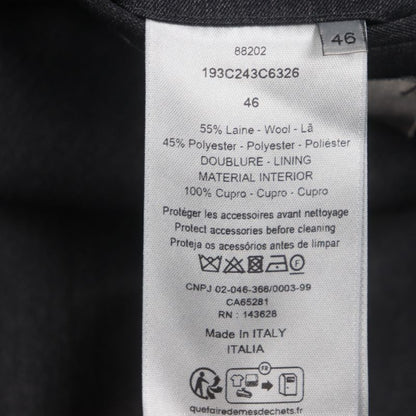 46
88202
193C243C6326
46
55% Laine - Wool - Lã
45% Polyester - Polyester - Poliéster
DOUBLURE - LINING
MATERIAL INTERIOR
100% Cupro - Cupro - Cupro
Protéger les accessoires avant nettoyage
Protect accessories before cleaning
Proteja os acessórios antes de limpar
F
CNPJ 02-046-366/0003-99
CA65281
RN : 143628
Made in ITALY
ITALIA
FR
quefairedemesdechets.fr